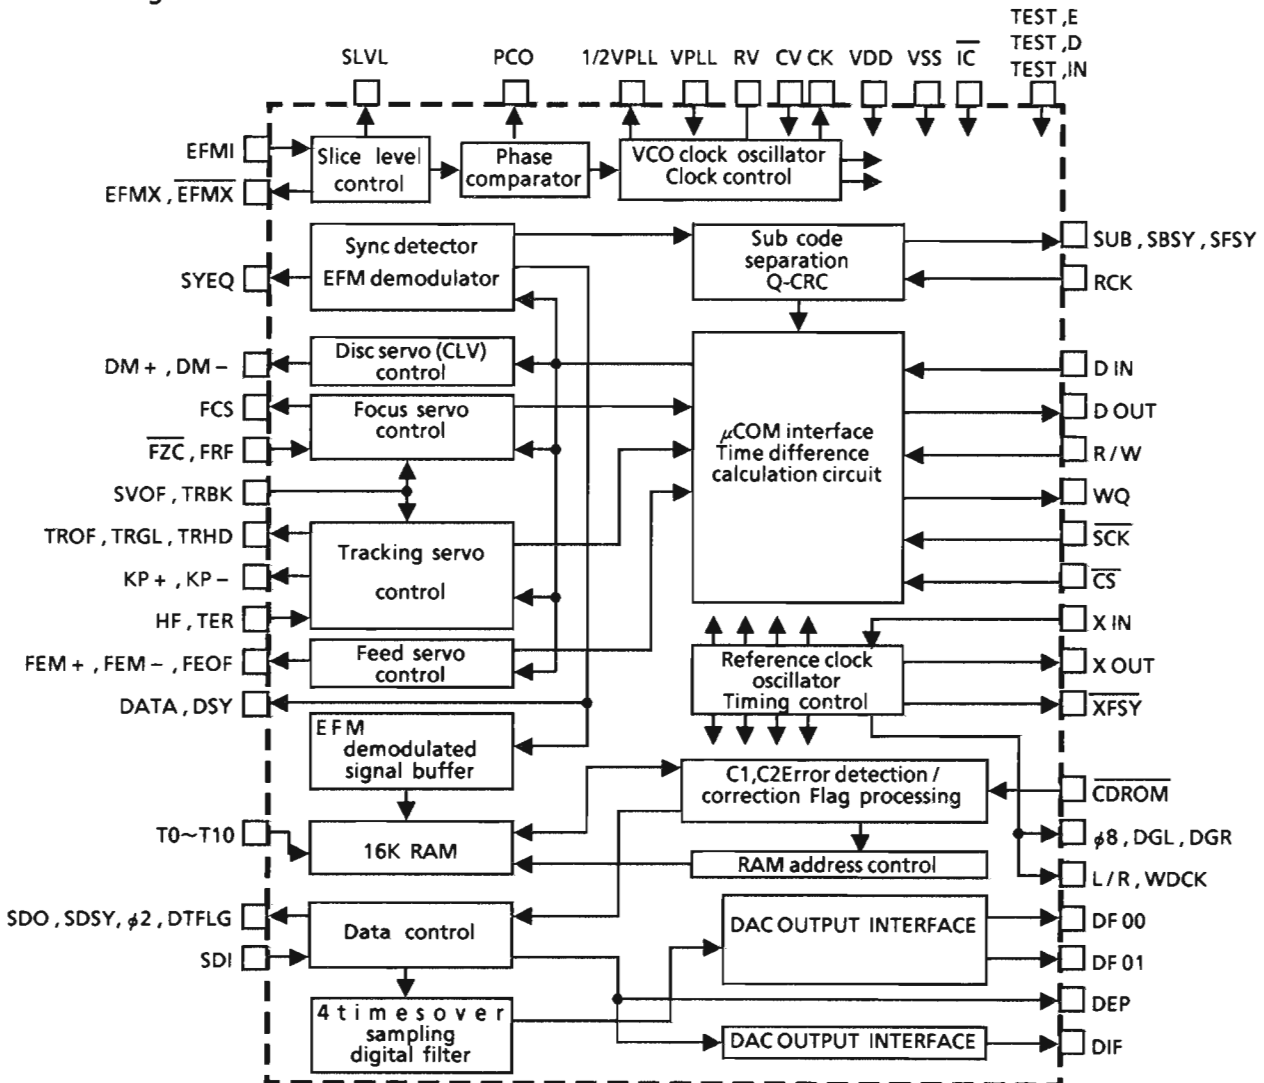 TEST ,E
TEST ,D
TEST ,IN
SLVL
PCO
1/2VPLL
VPLL
RV
CV
CK
VDD
VSS
IC
EFMI
EFMX , EFMX
Slice level
control
Phase
comparator
VCO clock oscillator
Clock control
Sync detector
EFM demodulator
SYEQ
Sub code
separation
Q-CRC
SUB , SBSY , SFSY
RCK
Disc servo (CLV)
control
DM + , DM –
Focus servo
control
FCS
FZC , FRF
SVOF , TRBK
TROF , TRGL , TRHD
KP + , KP –
HF , TER
Tracking servo
control
FEM + , FEM – , FEOF
Feed servo
control
DATA , DSY
μCOM interface
Time difference
calculation circuit
D IN
D OUT
R / W
WQ
SCK
CS
X IN
X OUT
XFSY
Reference clock
oscillator
Timing control
EFM
demodulated
signal buffer
C1,C2Error detection /
correction Flag processing
CDROM
T0~T10
16K RAM
RAM address control
ϕ8 , DGL , DGR
L / R , WDCK
SDO , SDSY, ϕ2 , DTFLG
SDI
Data control
DAC OUTPUT INTERFACE
DF 00
DF 01
DEP
4 times over
sampling
digital filter
DAC OUTPUT INTERFACE
DIF